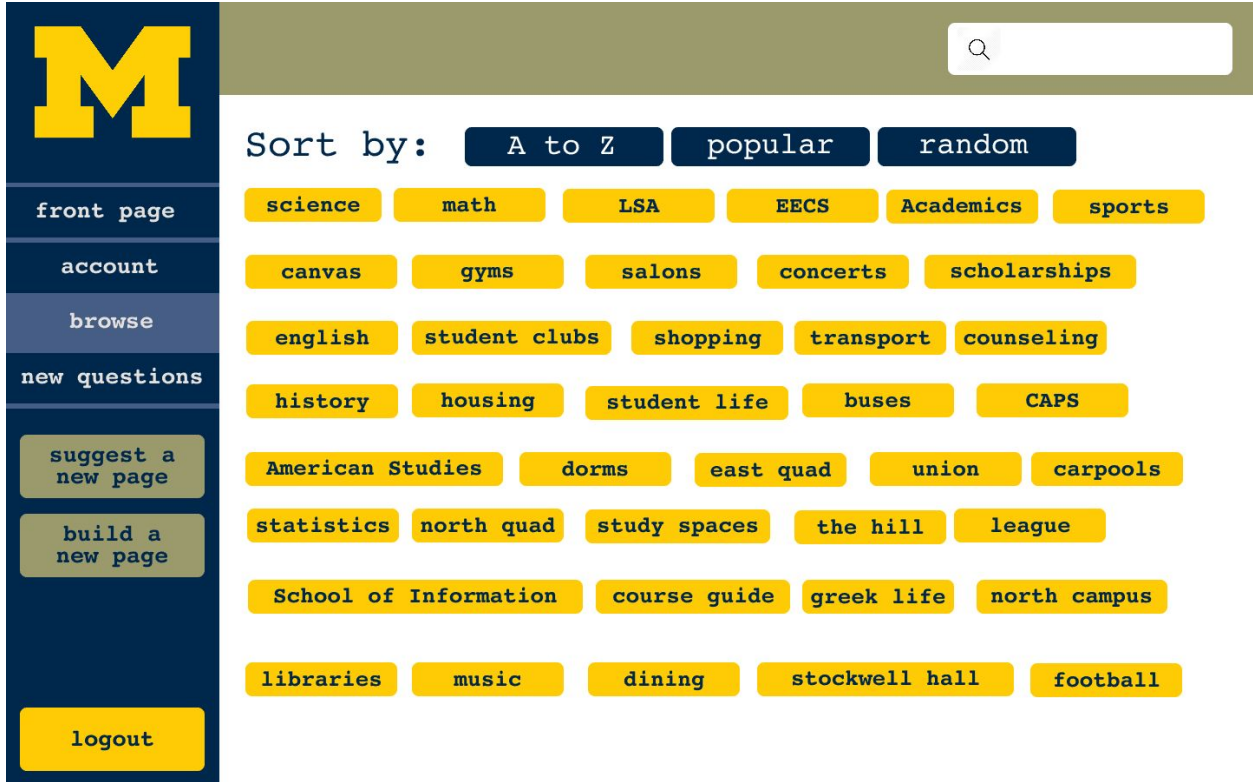 M
Sort by: A to Z popular random
science math LSA EECS Academics sports
canvas gyms salons concerts scholarships
english student clubs shopping transport counseling
history housing student life buses CAPS
American Studies dorms east quad union carpools
statistics north quad study spaces the hill league
School of Information course guide greek life north campus
libraries music dining stockwell hall football
front page
account
browse
new questions
suggest a
new page
build a
new page
logout